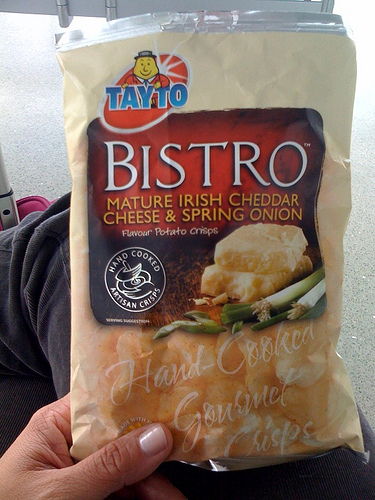 TAYTO
BISTRO™
MATURE IRISH CHEDDAR
CHEESE & SPRING ONION
Flavour Potato Crisps
HAND COOKED
ARTISAN CRISPS
SERVING SUGGESTION
Hand-Cooked
Gourmet
Crisps